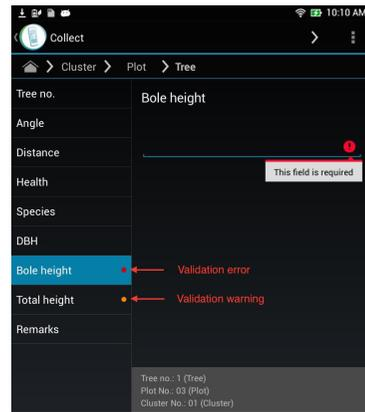 10:10 AM
Collect
Cluster Plot Tree
Tree no.
Angle
Distance
Health
Species
DBH
Bole height
Total height
Remarks
Bole height
This field is required
Validation error
Validation warning
Tree no.: 1 (Tree)
Plot No.: 03 (Plot)
Cluster No.: 01 (Cluster)